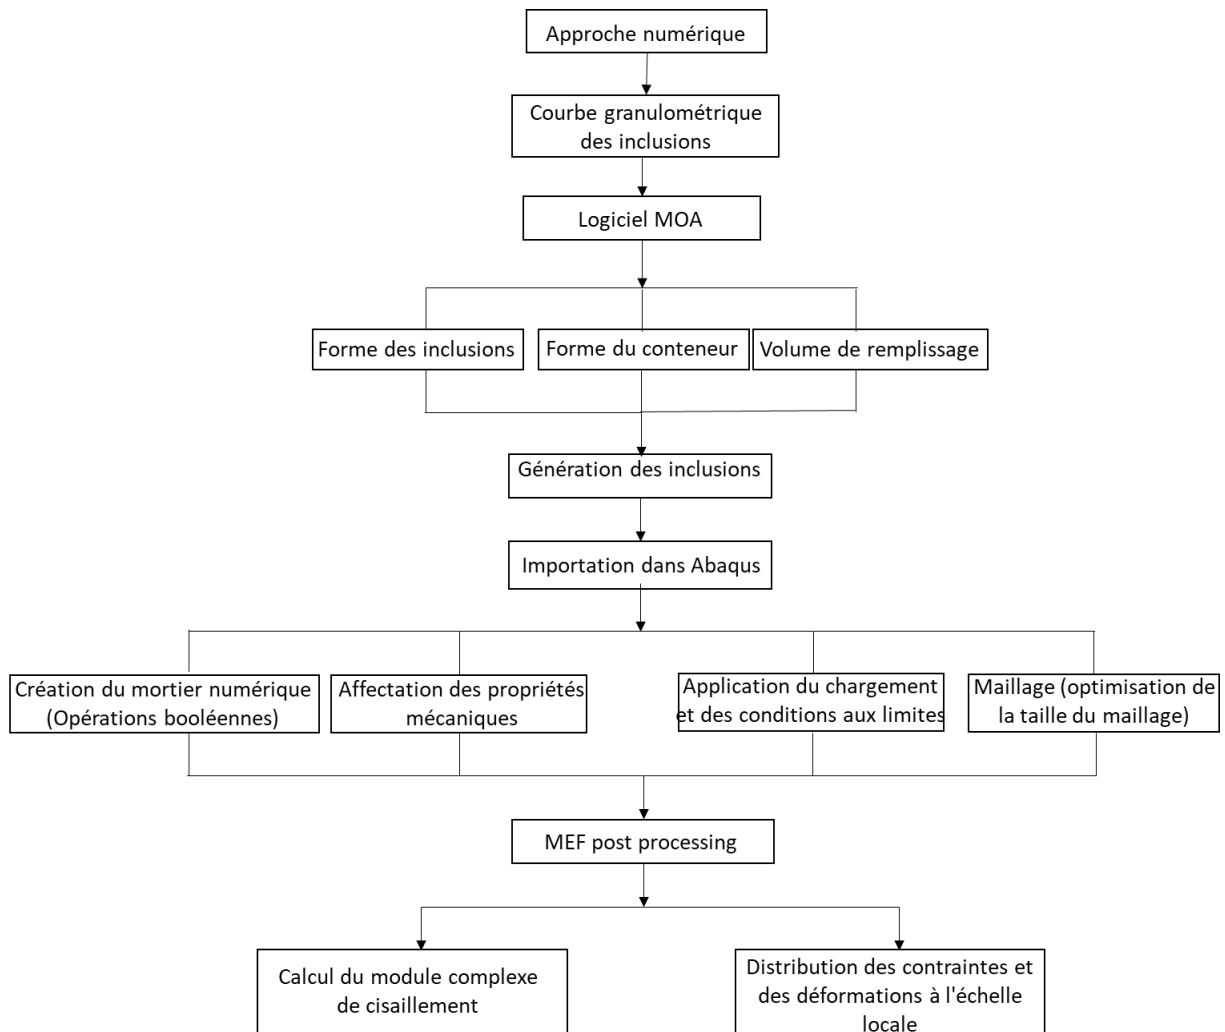 Approche numérique
Courbe granulométrique
des inclusions
Logiciel MOA
Forme des inclusions
Forme du conteneur
Volume de remplissage
Génération des inclusions
Importation dans Abaqus
Création du mortier numérique
(Opérations booléennes)
Affectation des propriétés
mécaniques
Application du chargement
et des conditions aux limites
Maillage (optimisation de
la taille du maillage)
MEF post processing
Calcul du module complexe
de cisaillement
Distribution des contraintes et
des déformations à l'échelle
locale